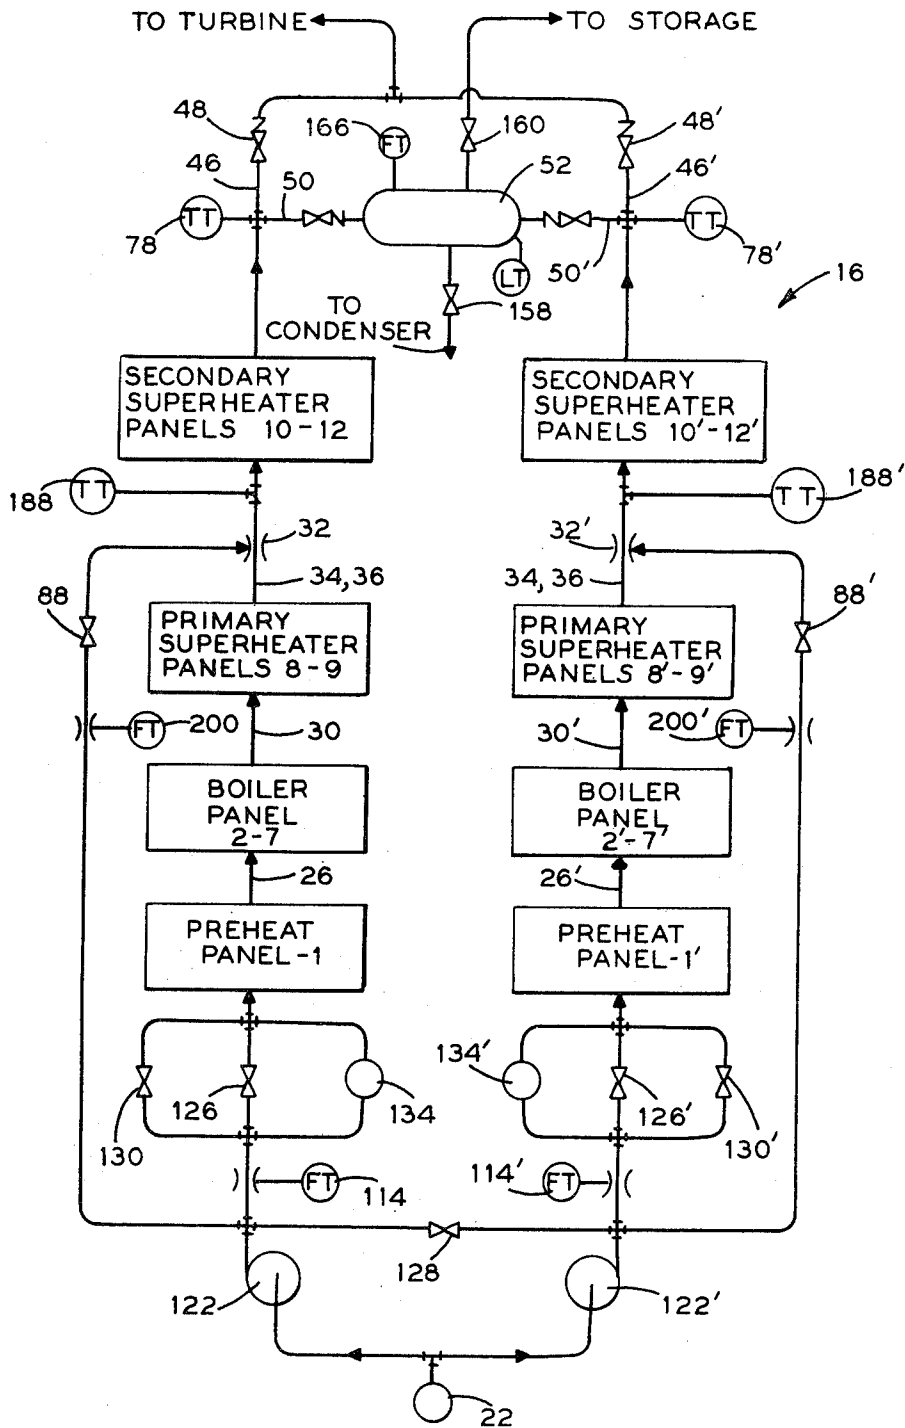 TO TURBINE
TO STORAGE
48
166
FT
160
48'
46
50
52
46'
TT
78
LT
50'
TT
78'
16
TO
CONDENSER
158
SECONDARY
SUPERHEATER
PANELS 10-12
SECONDARY
SUPERHEATER
PANELS 10'-12'
188
TT
TT
188'
32
32'
34, 36
34, 36
88
88'
PRIMARY
SUPERHEATER
PANELS 8-9
PRIMARY
SUPERHEATER
PANELS 8'-9'
FT
200
30
200'
FT
30'
BOILER
PANEL
2-7
BOILER
PANEL
2'-7'
26
26'
PREHEAT
PANEL-1
PREHEAT
PANEL-1'
130
126
134
134'
126'
130'
FT
114
114'
FT
128
122
122'
22